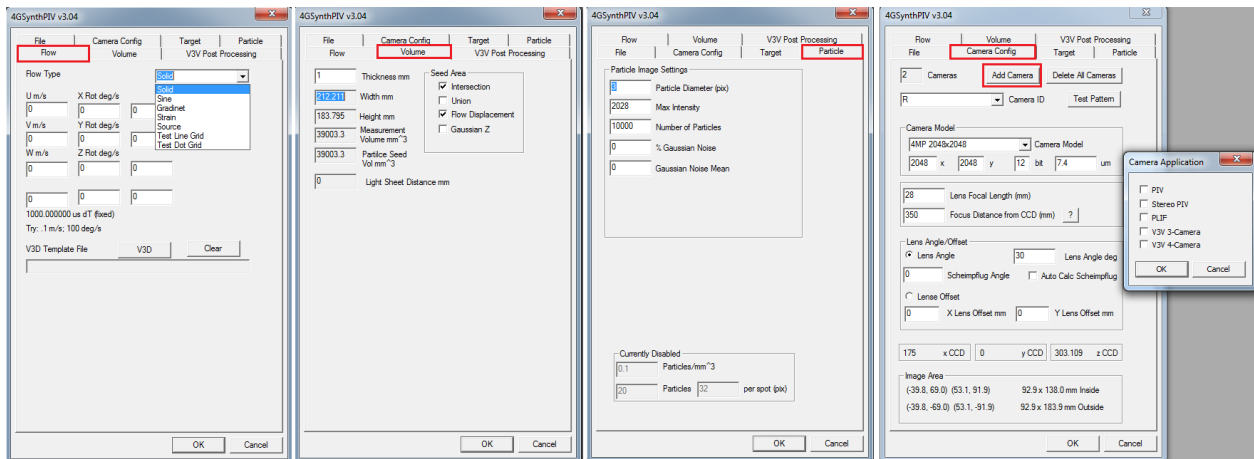 4GSynthPIV v3.04
File Camera Config Target Particle
Flow Volume V3V Post Processing
Flow Type Solid
Solid
Sine
Gradinet
Strain
Source
Test Line Grid
Test Dot Grid
U m/s X Rot deg/s
0 0 0
V m/s Y Rot deg/s
0 0 0
W m/s Z Rot deg/s
0 0 0
0 0 0
1000.000000 us dT (fixed)
Try: .1 m/s; 100 deg/s
V3D Template File V3D Clear
OK Cancel
4GSynthPIV v3.04
File Camera Config Target Particle
Flow Volume V3V Post Processing
1 Thickness mm
212.211 Width mm
183.795 Height mm
39003.3 Measurement Volume mm^3
39003.3 Partilce Seed Vol mm^3
0 Light Sheet Distance mm
Seed Area
Intersection
Union
Flow Displacement
Gaussian Z
OK Cancel
4GSynthPIV v3.04
Flow Volume V3V Post Processing
File Camera Config Target Particle
Particle Image Settings
3 Particle Diameter (pix)
2028 Max Intensity
10000 Number of Particles
0 % Gaussian Noise
0 Gaussian Noise Mean
Currently Disabled
0.1 Particles/mm^3
20 Particles 32 per spot (pix)
OK Cancel
4GSynthPIV v3.04
Flow Volume V3V Post Processing
File Camera Config Target Particle
2 Cameras Add Camera Delete All Cameras
R Camera ID Test Pattern
Camera Model
4MP 2048x2048 Camera Model
2048 x 2048 y 12 bit 7.4 um
28 Lens Focal Length (mm)
350 Focus Distance from CCD (mm) ?
Lens Angle/Offset
Lens Angle 30 Lens Angle deg
0 Scheimpflug Angle Auto Calc Scheimpflug
Lense Offset
0 X Lens Offset mm 0 Y Lens Offset mm
175 x CCD 0 y CCD 303.109 z CCD
Image Area
(-39.8, 69.0) (53.1, 91.9) 92.9 x 138.0 mm Inside
(-39.8, -69.0) (53.1, -91.9) 92.9 x 183.9 mm Outside
OK Cancel
Camera Application
PIV
Stereo PIV
PLIF
V3V 3-Camera
V3V 4-Camera
OK Cancel